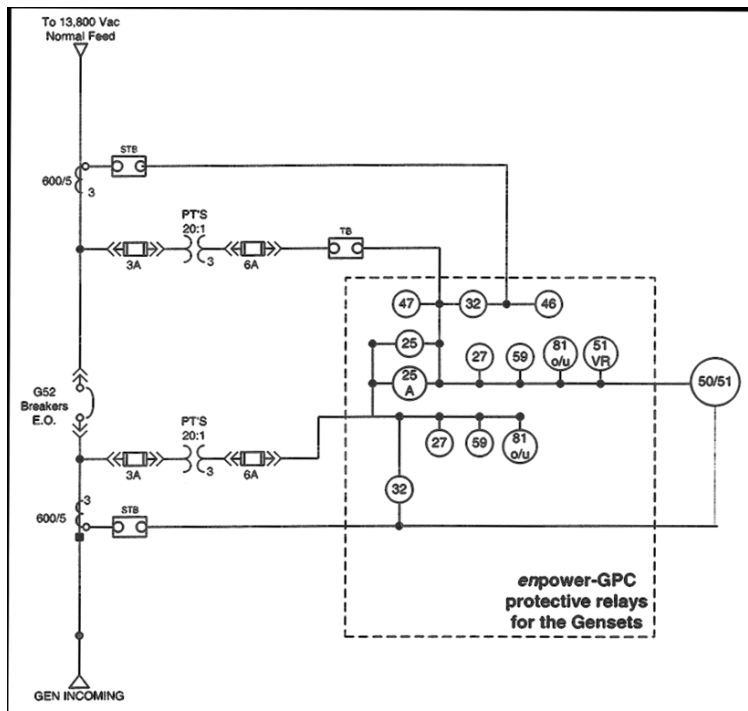 To 13,800 Vac
Normal Feed
STB
600/5
3
PT'S
20:1
3A
3
6A
TB
47
32
46
25
25
A
27
59
81
o/u
51
VR
50/51
G52
Breakers
E.O.
PT'S
20:1
3A
3
6A
27
59
81
o/u
32
3
600/5
STB
enpower-GPC
protective relays
for the Gensets
GEN INCOMING